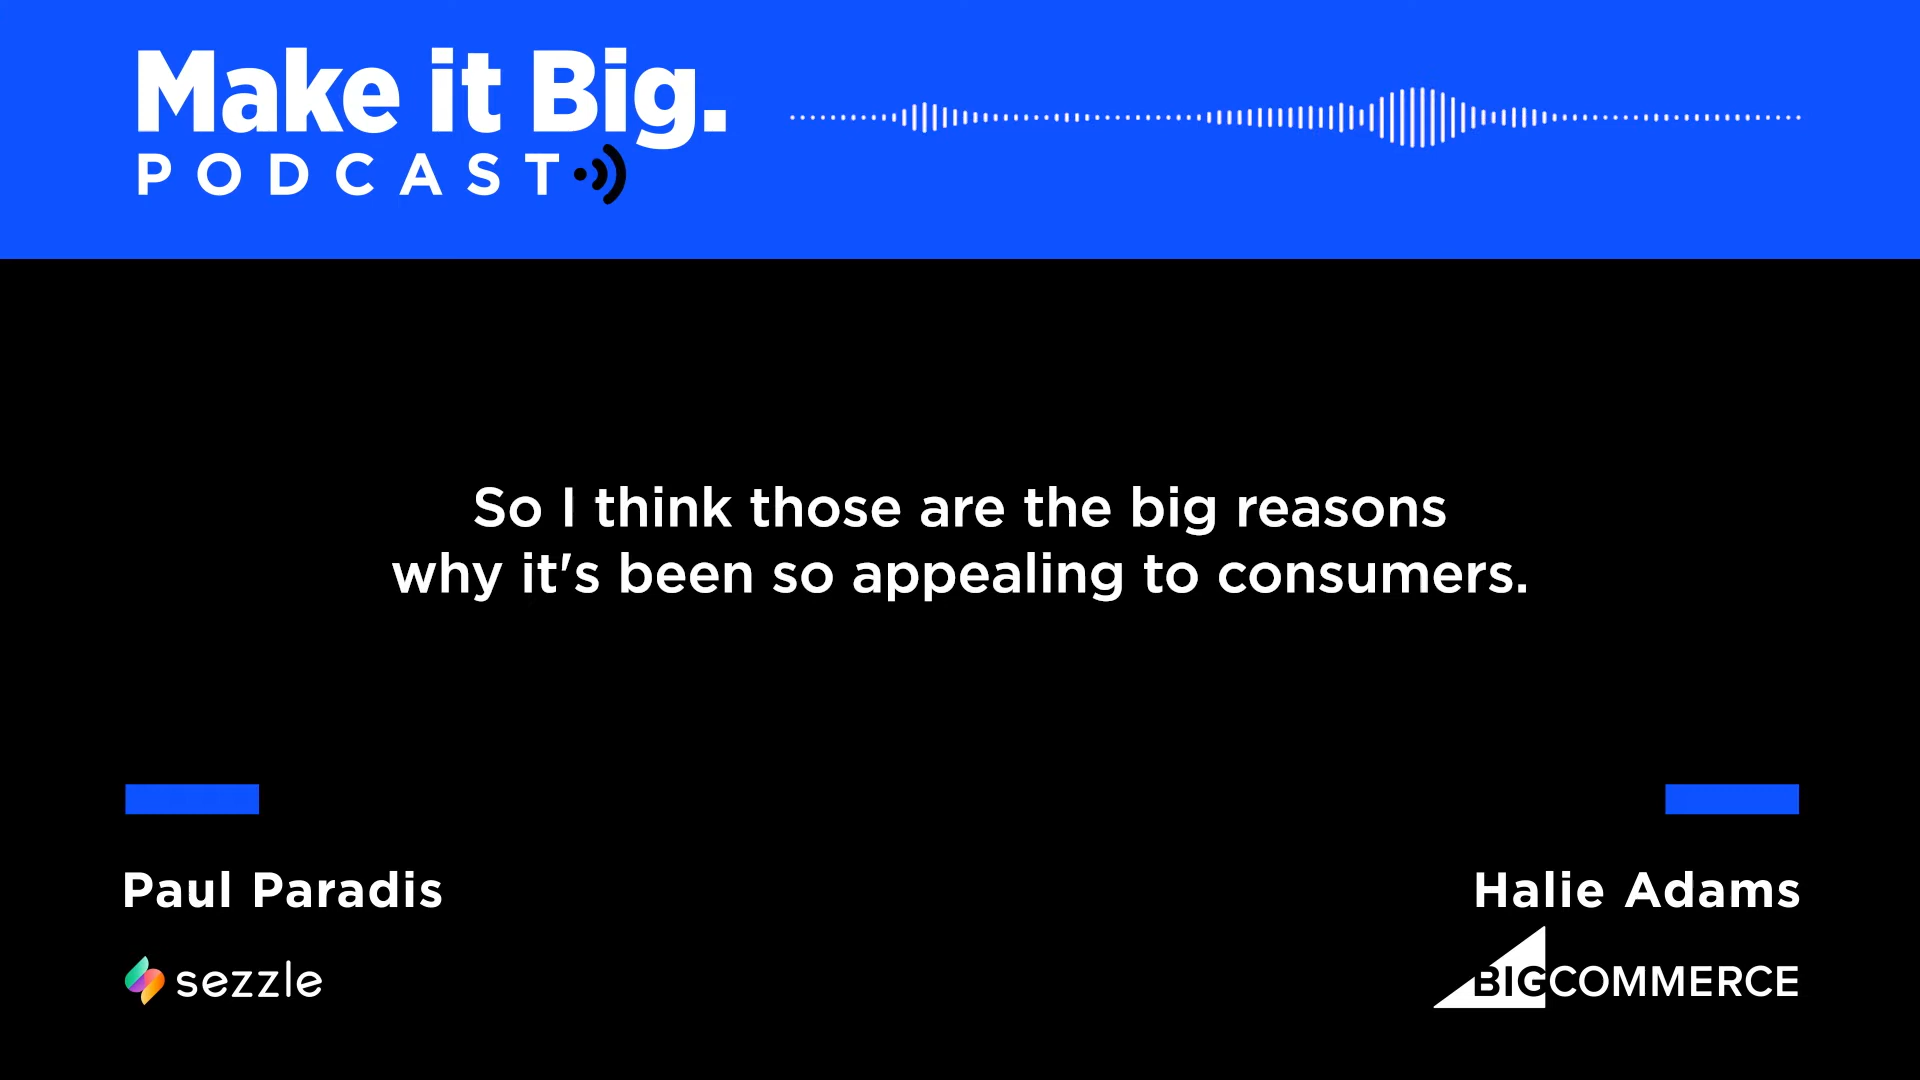 Make it Big.
PODCAST
So I think those are the big reasons
why it's been so appealing to consumers.
Paul Paradis
Halie Adams
sezzle
BIGCOMMERCE